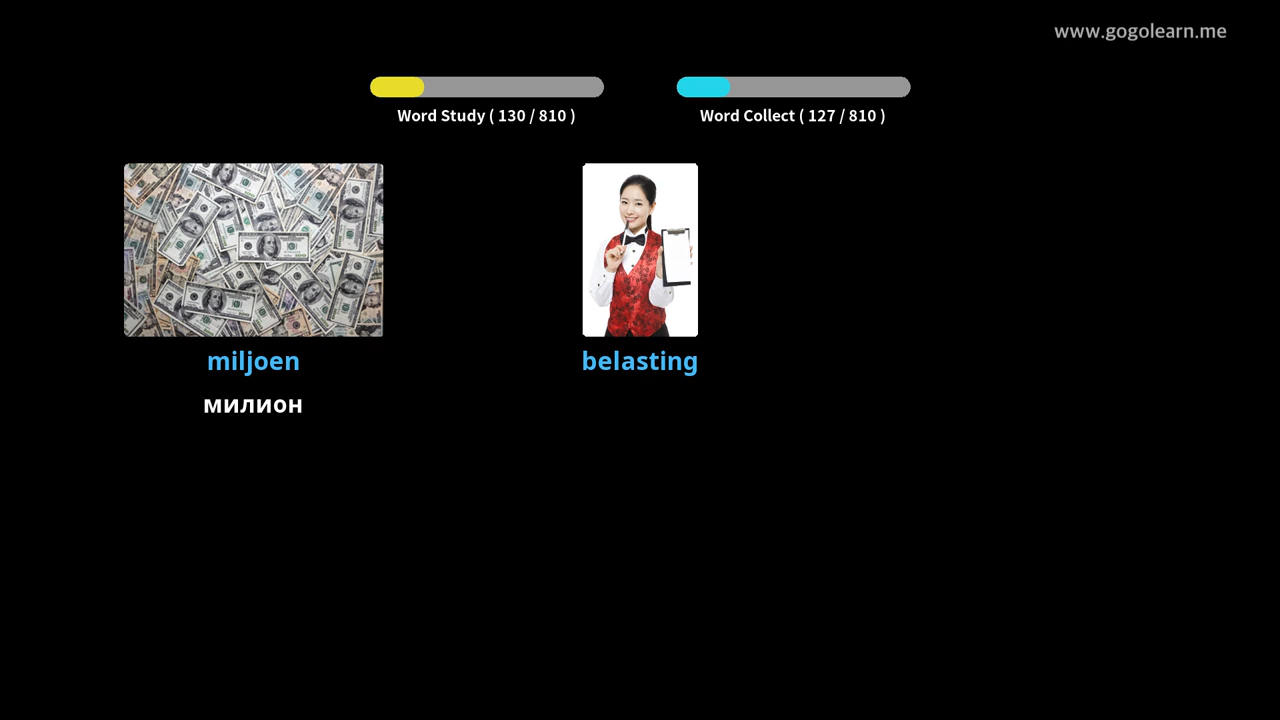 www.gogolearn.me
Word Study ( 130 / 810 )
Word Collect ( 127 / 810 )
miljoen
милион
belasting